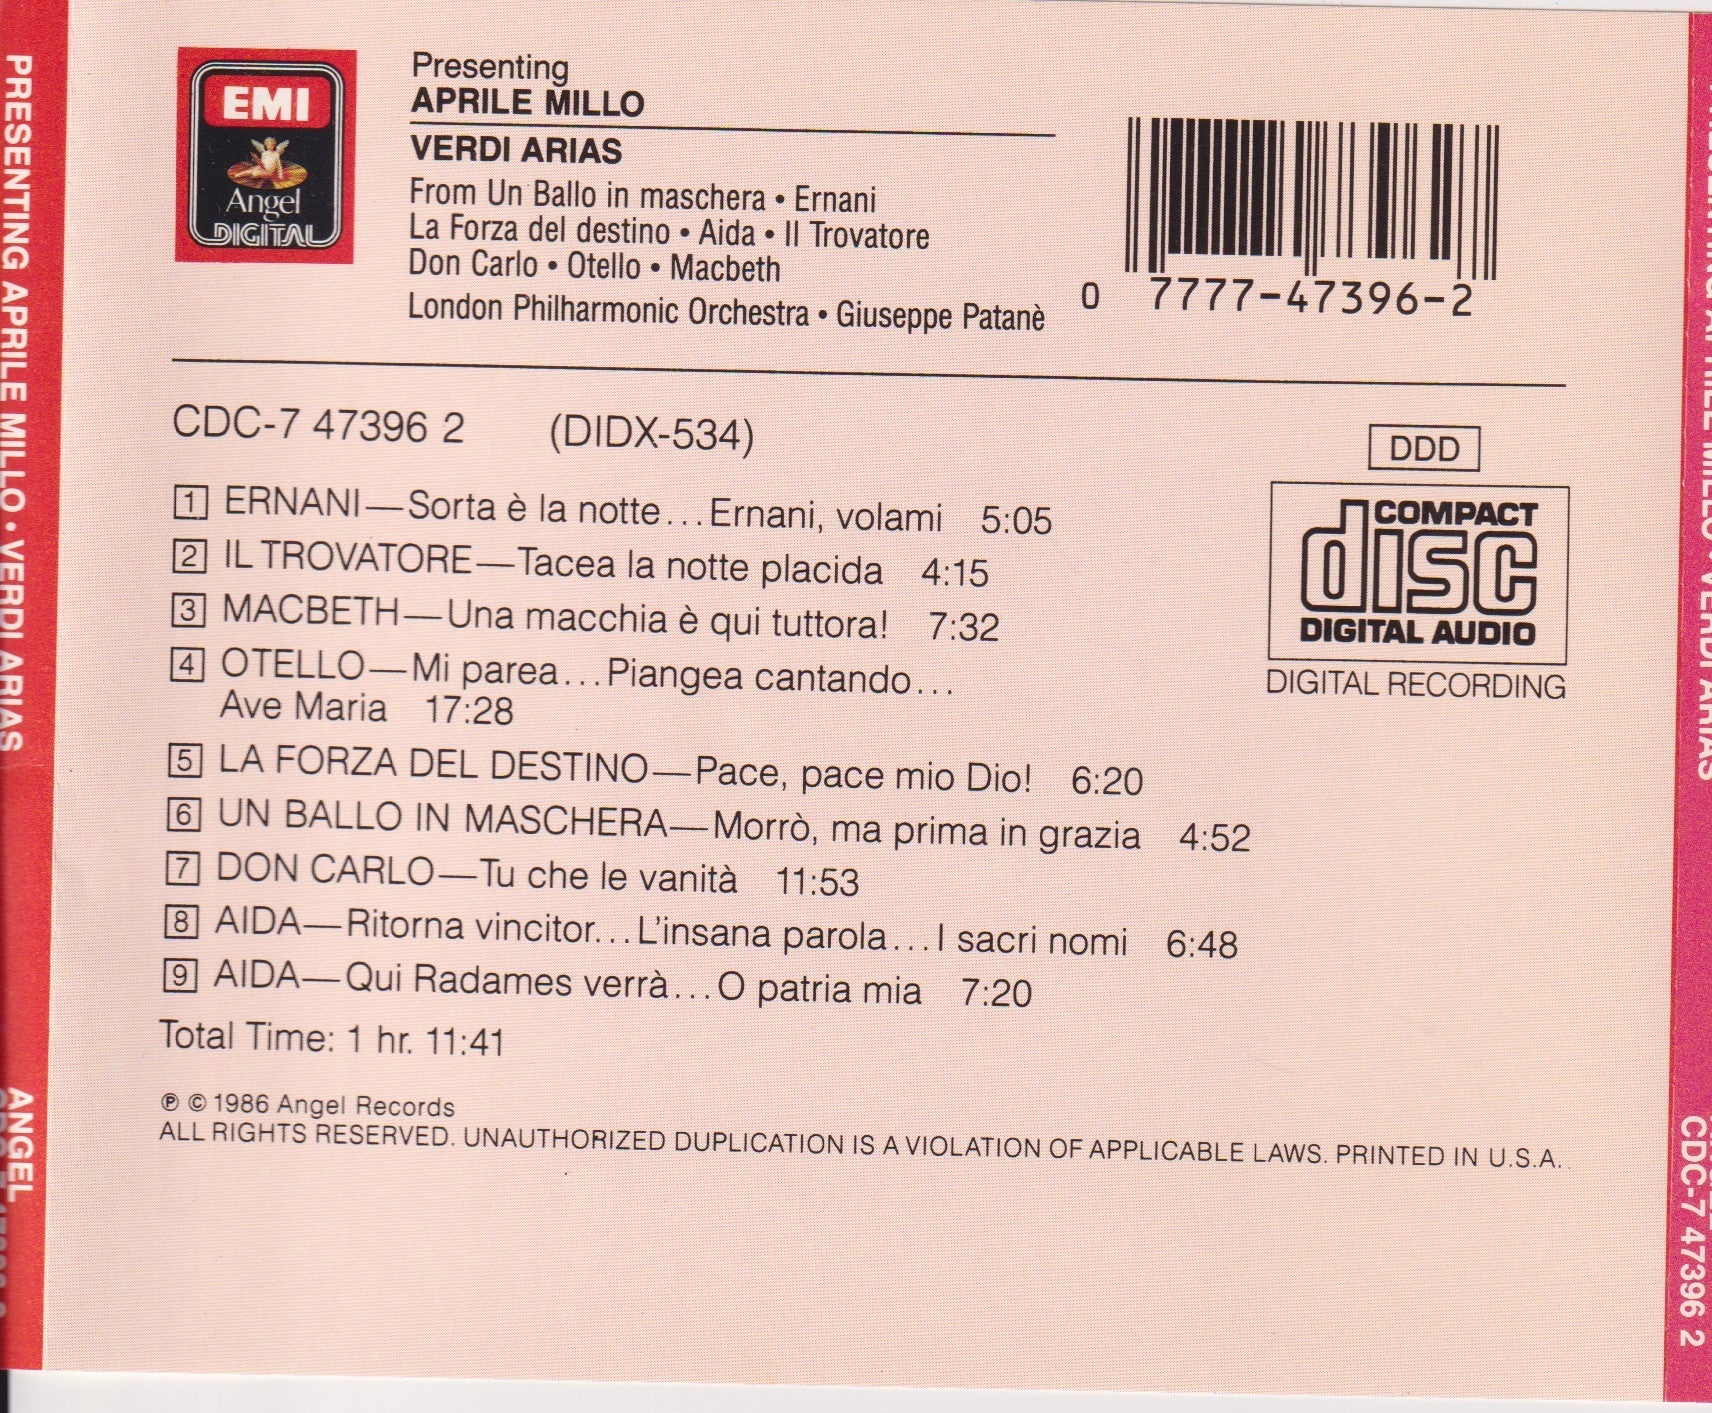 PRESENTING APRILE MILLO • VERDI ARIAS
ANGEL
EMI
Angel
DIGITAL
Presenting
APRILE MILLO
VERDI ARIAS
From Un Ballo in maschera • Ernani
La Forza del destino • Aida • Il Trovatore
Don Carlo • Otello • Macbeth
London Philharmonic Orchestra • Giuseppe Patanè
0 7777-47396-2
CDC-7 47396 2 (DIDX-534)
DDD
COMPACT
disc
DIGITAL AUDIO
DIGITAL RECORDING
1 ERNANI—Sorta è la notte...Ernani, volami 5:05
2 IL TROVATORE—Tacea la notte placida 4:15
3 MACBETH—Una macchia è qui tuttora! 7:32
4 OTELLO—Mi parea...Piangea cantando...
Ave Maria 17:28
5 LA FORZA DEL DESTINO—Pace, pace mio Dio! 6:20
6 UN BALLO IN MASCHERA—Morrò, ma prima in grazia 4:52
7 DON CARLO—Tu che le vanità 11:53
8 AIDA—Ritorna vincitor...L'insana parola...I sacri nomi 6:48
9 AIDA—Qui Radames verrà...O patria mia 7:20
Total Time: 1 hr. 11:41
℗ © 1986 Angel Records
ALL RIGHTS RESERVED. UNAUTHORIZED DUPLICATION IS A VIOLATION OF APPLICABLE LAWS. PRINTED IN U.S.A.
PRESENTING APRILE MILLO • VERDI ARIAS
CDC-7 47396 2